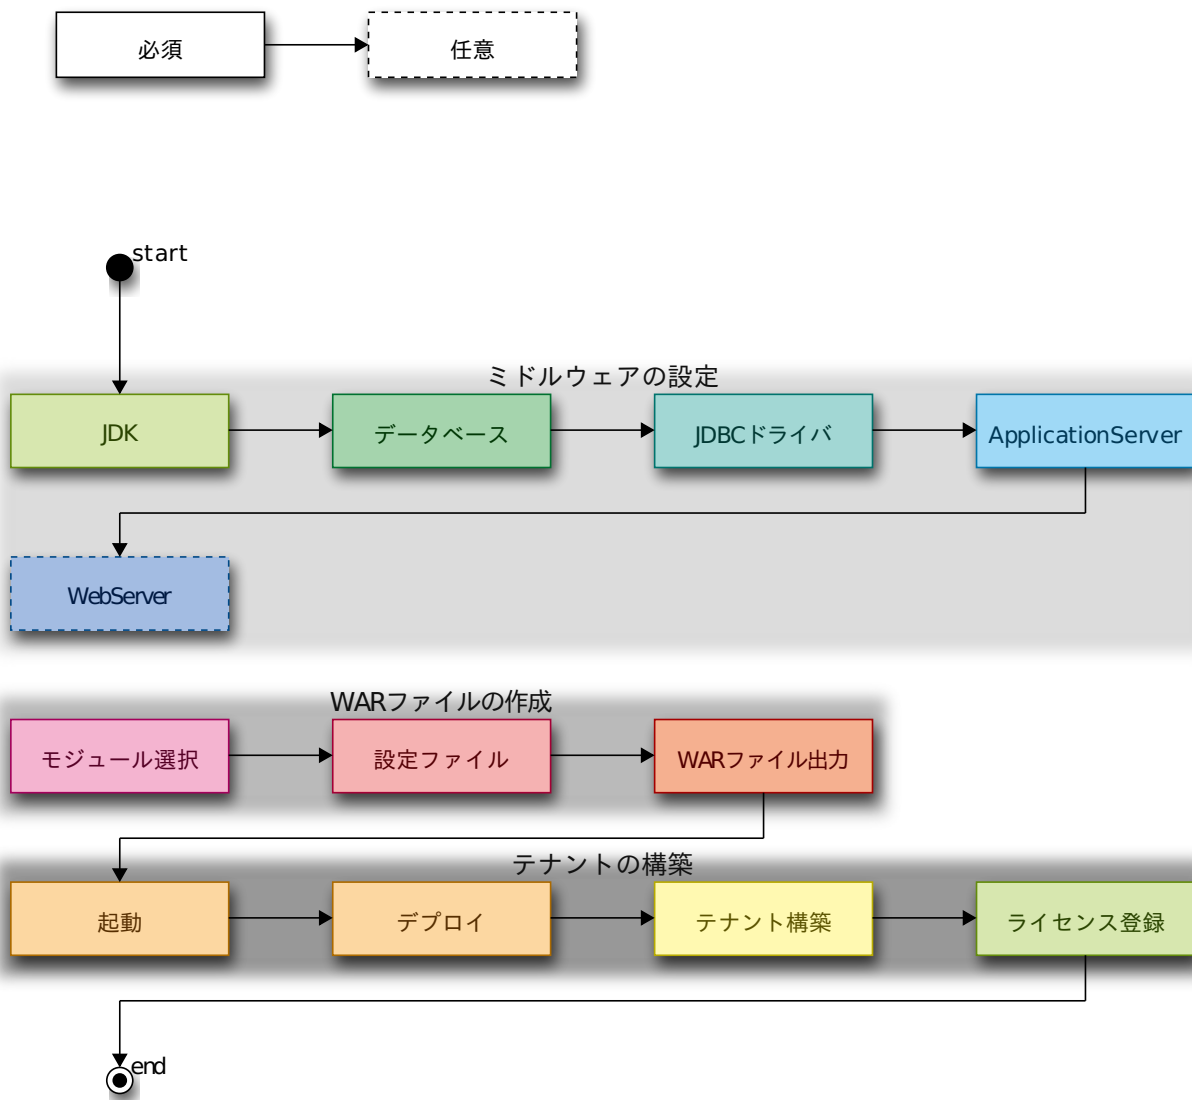 必須
任意
start
ミドルウェアの設定
JDK
データベース
JDBCドライバ
ApplicationServer
WebServer
WARファイルの作成
モジュール選択
設定ファイル
WARファイル出力
テナントの構築
起動
デプロイ
テナント構築
ライセンス登録
end